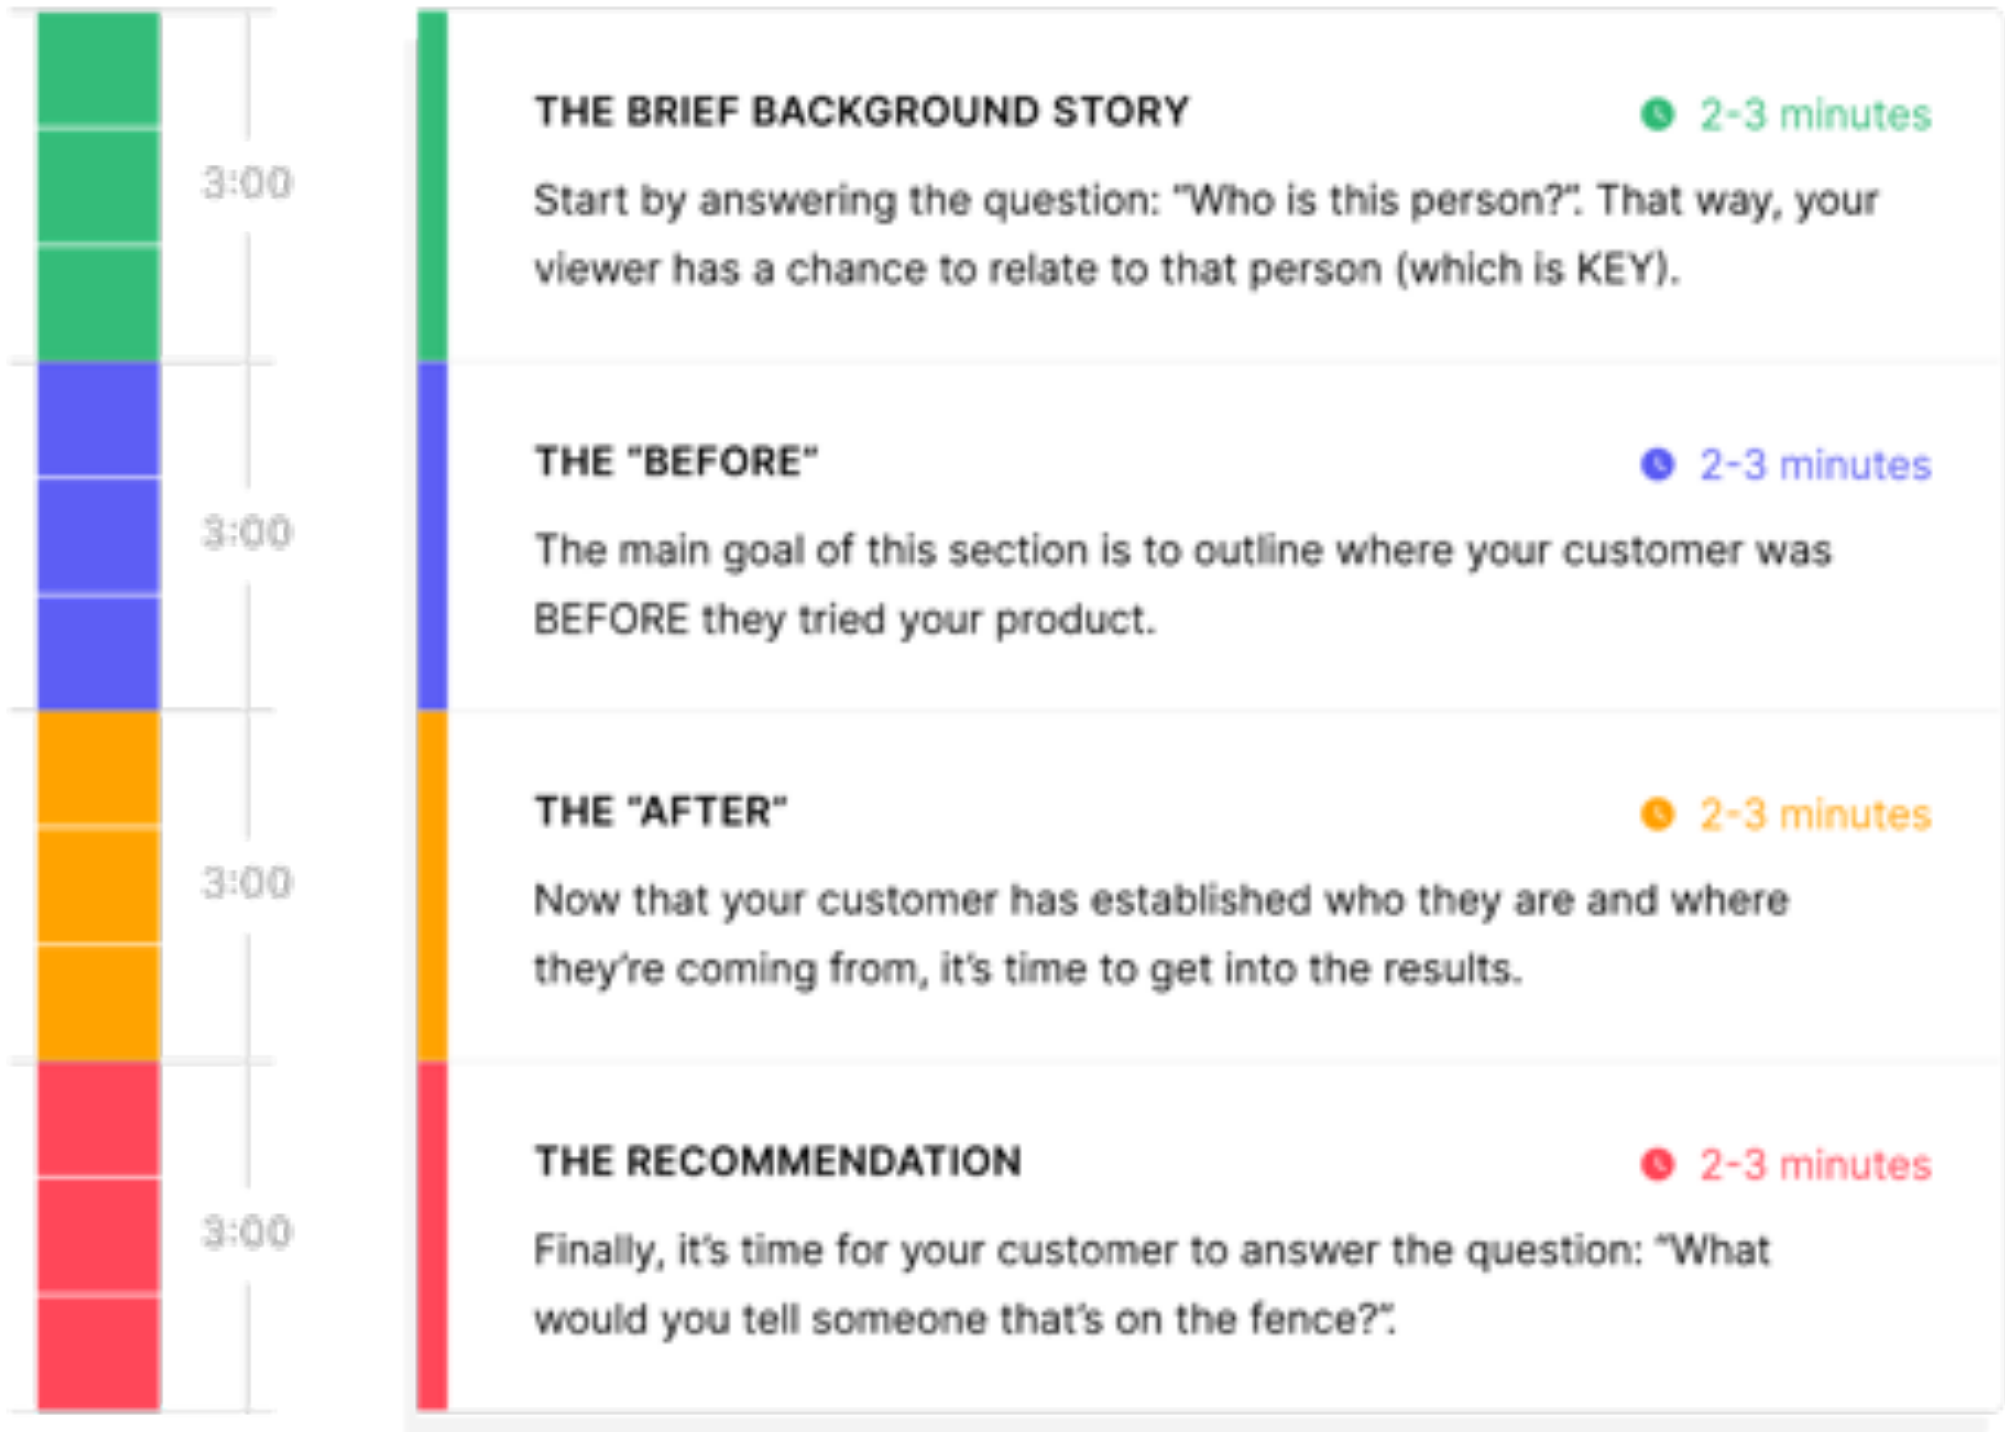 THE BRIEF BACKGROUND STORY
2-3 minutes
3:00
Start by answering the question: “Who is this person?”. That way, your
viewer has a chance to relate to that person (which is KEY).
THE "BEFORE"
2-3 minutes
3:00
The main goal of this section is to outline where your customer was
BEFORE they tried your product.
THE "AFTER"
2-3 minutes
3:00
Now that your customer has established who they are and where
they’re coming from, it’s time to get into the results.
THE RECOMMENDATION
2-3 minutes
3:00
Finally, it’s time for your customer to answer the question: “What
would you tell someone that’s on the fence?”.